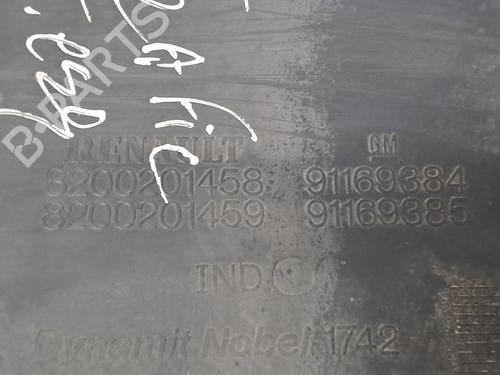 RENAULT GM
8200201458 91169384
8200201459 91169385
IND.
Dynamit Nobel 1742
B-PARTS